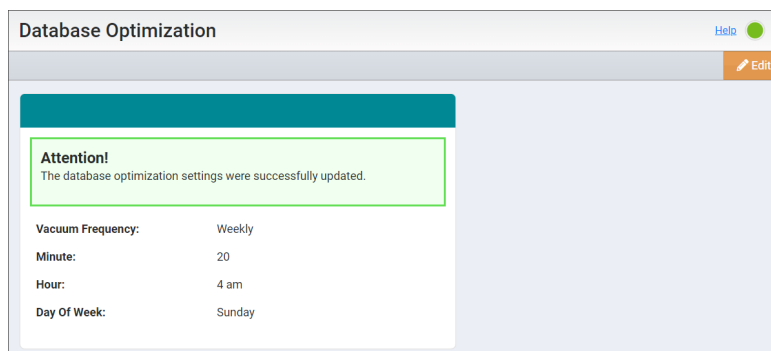 Database Optimization
Help
Edit
Attention!
The database optimization settings were successfully updated.
Vacuum Frequency: Weekly
Minute: 20
Hour: 4 am
Day Of Week: Sunday